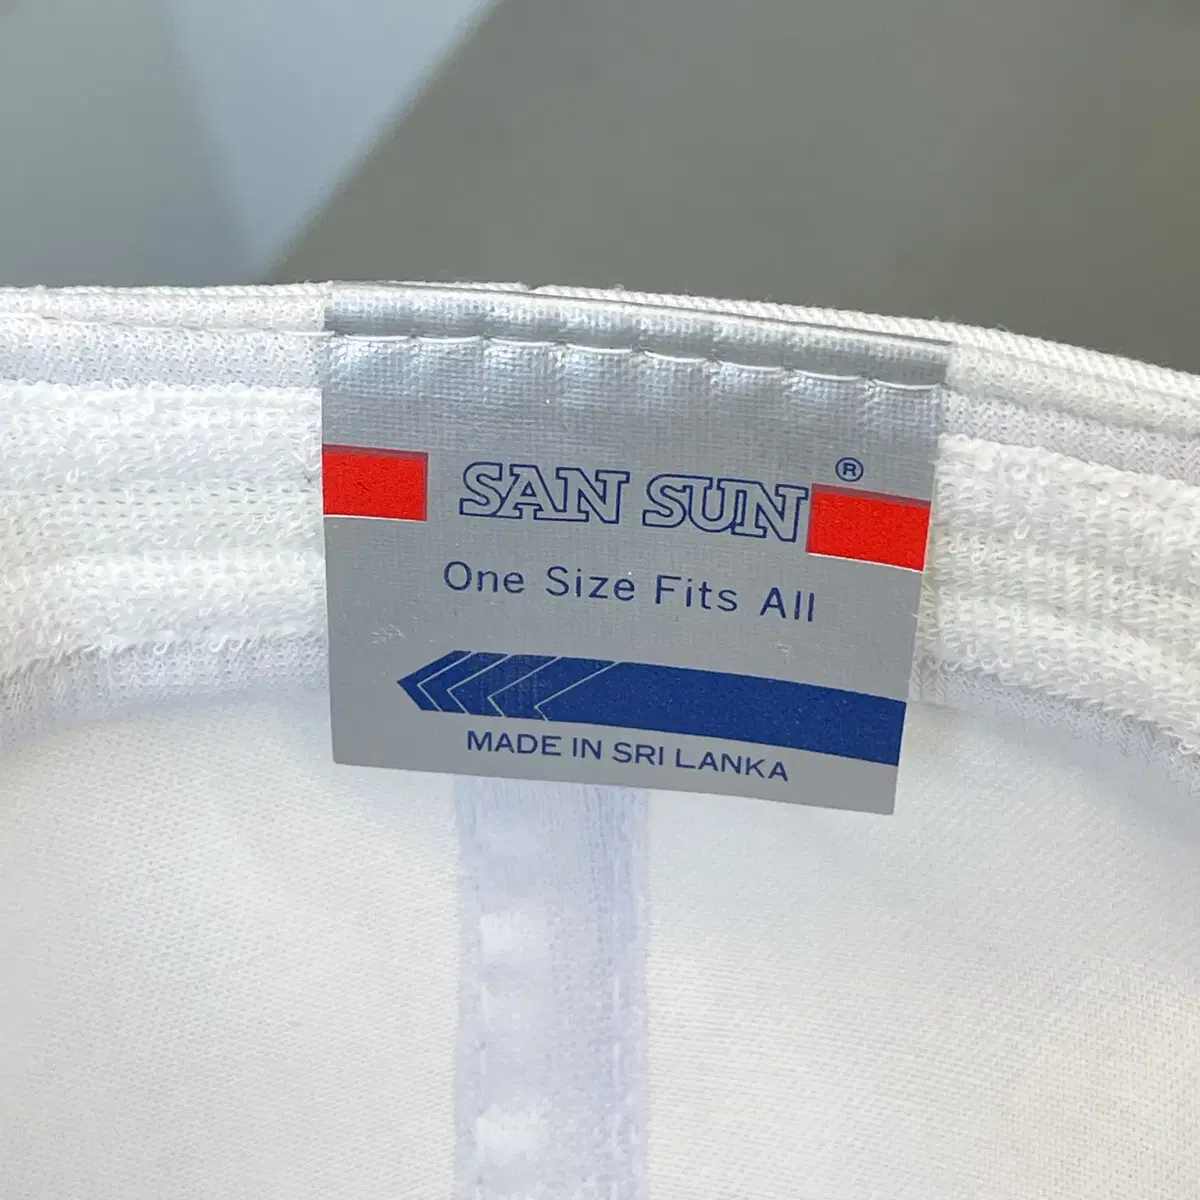 SAN SUN®
One Size Fits All
MADE IN SRI LANKA